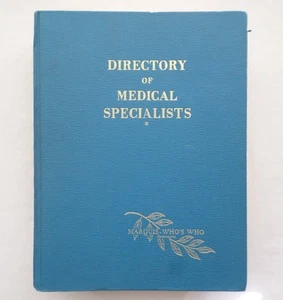 DIRECTORY
OF
MEDICAL
SPECIALISTS
MARQUIS-WHO'S WHO